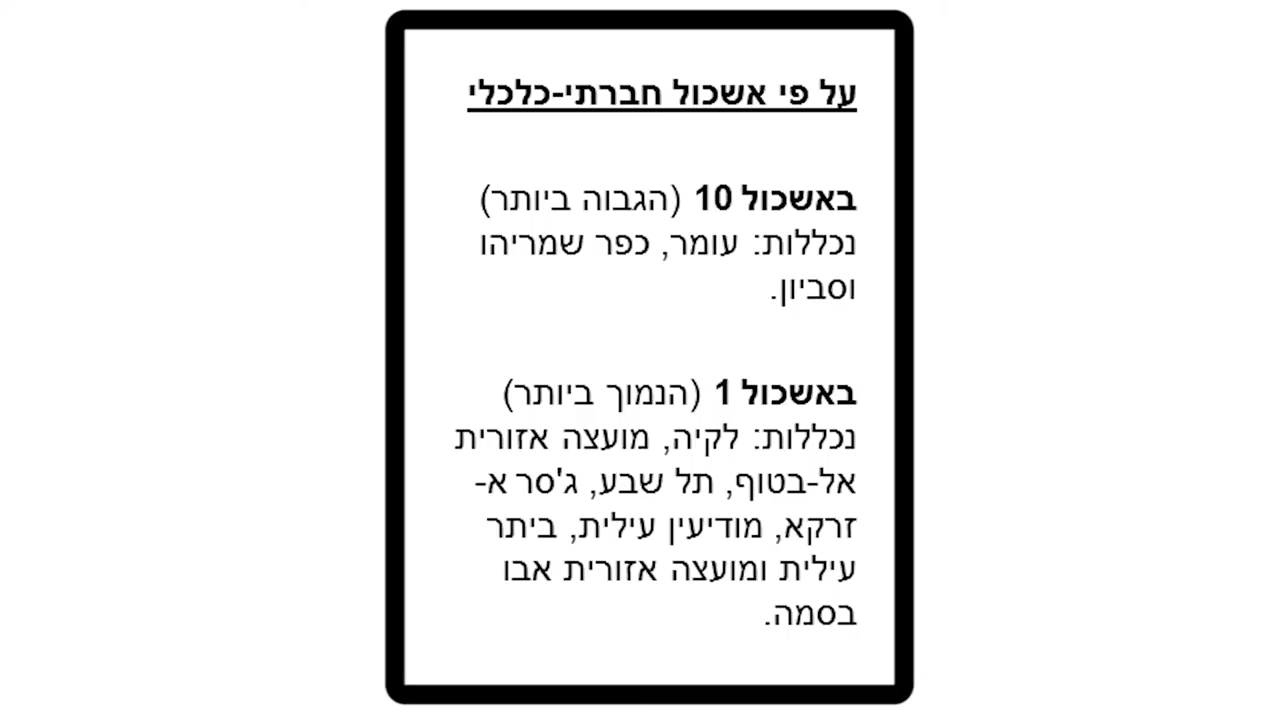 על פי אשכול חברתי-כלכלי
באשכול 10 (הגבוה ביותר)
נכללות: עומר, כפר שמריהו
וסביון.
באשכול 1 (הנמוך ביותר)
נכללות: לקיה, מועצה אזורית
אל-בטוף, תל שבע, ג'סר א-
זרקא, מודיעין עילית, ביתר
עילית ומועצה אזורית אבו
בסמה.